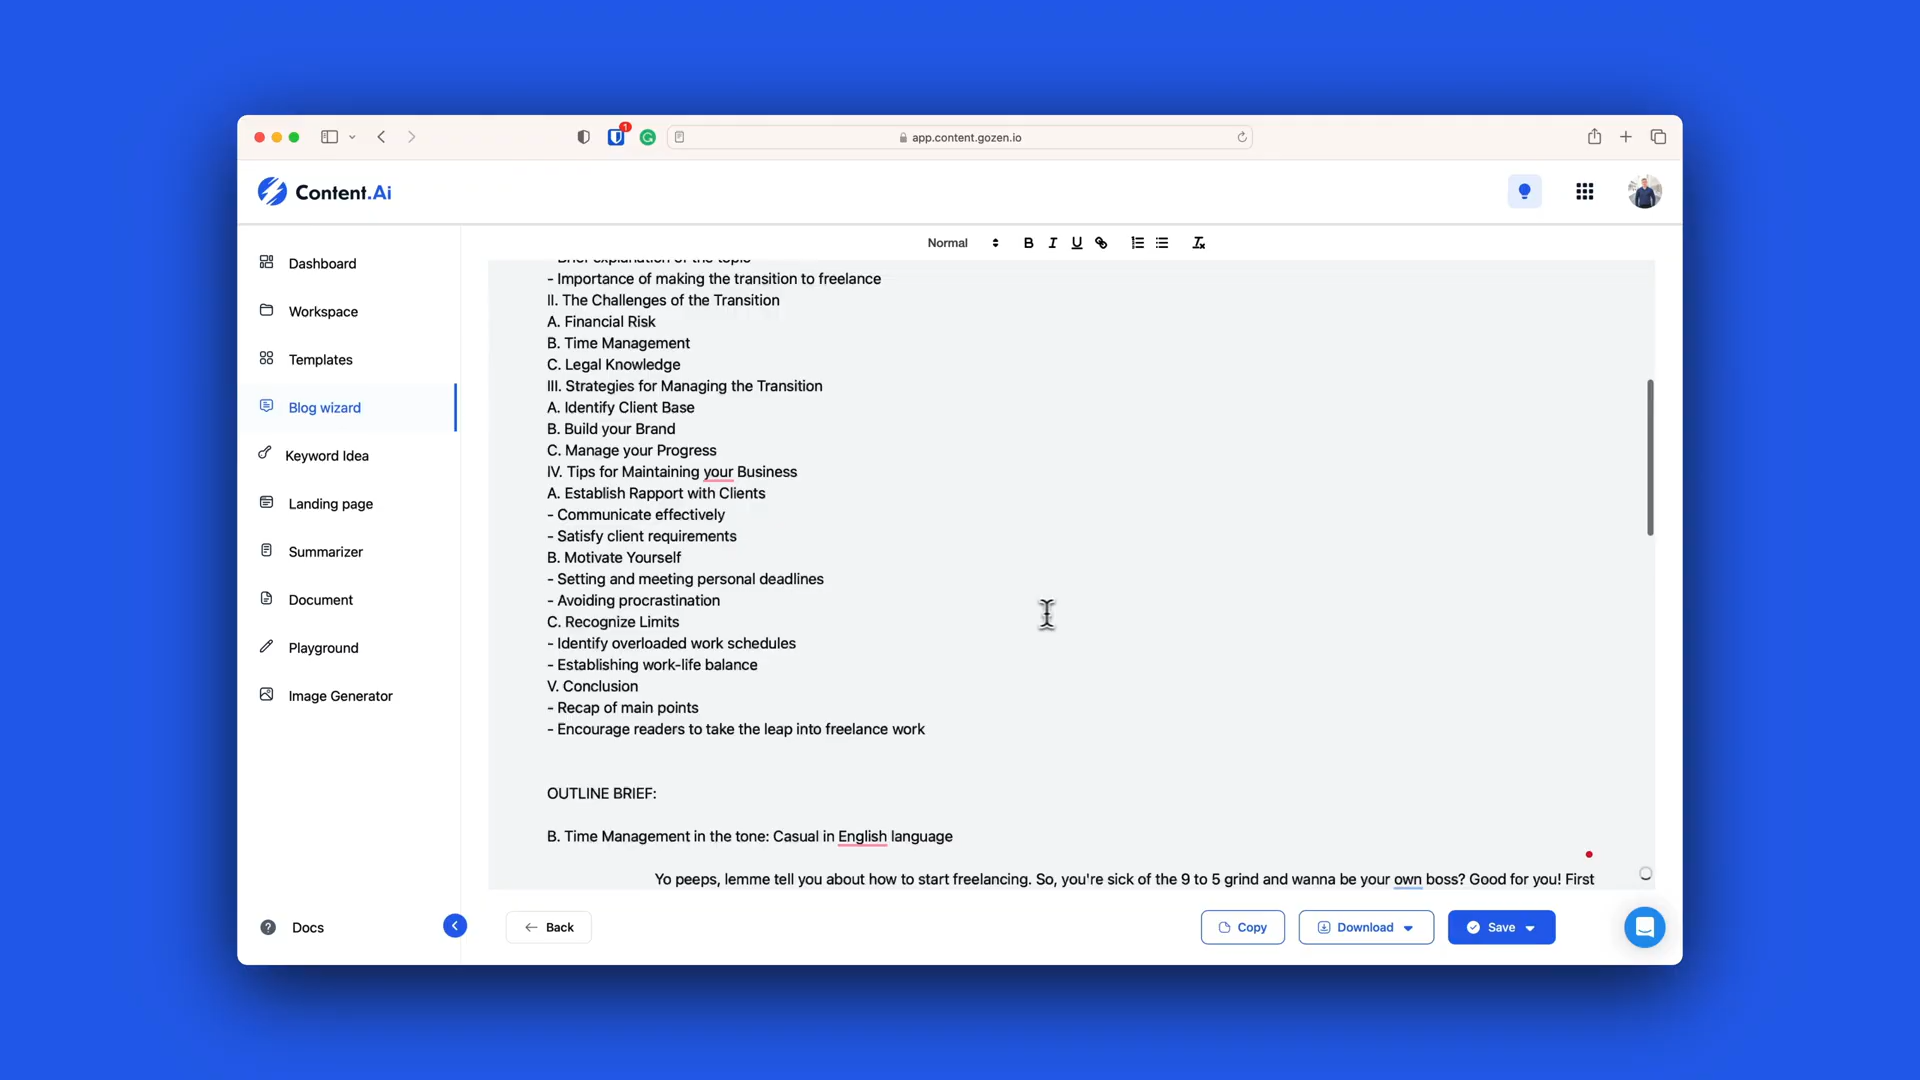 1
app.content.gozen.io
Content.Ai
Normal
B I U
Dashboard
Workspace
Templates
Blog wizard
Keyword Idea
Landing page
Summarizer
Document
Playground
Image Generator
Docs
- Brief explanation of the topic
- Importance of making the transition to freelance
II. The Challenges of the Transition
A. Financial Risk
B. Time Management
C. Legal Knowledge
III. Strategies for Managing the Transition
A. Identify Client Base
B. Build your Brand
C. Manage your Progress
IV. Tips for Maintaining your Business
A. Establish Rapport with Clients
- Communicate effectively
- Satisfy client requirements
B. Motivate Yourself
- Setting and meeting personal deadlines
- Avoiding procrastination
C. Recognize Limits
- Identify overloaded work schedules
- Establishing work-life balance
V. Conclusion
- Recap of main points
- Encourage readers to take the leap into freelance work
OUTLINE BRIEF:
B. Time Management in the tone: Casual in English language
Yo peeps, lemme tell you about how to start freelancing. So, you're sick of the 9 to 5 grind and wanna be your own boss? Good for you! First
Back
Copy
Download
Save